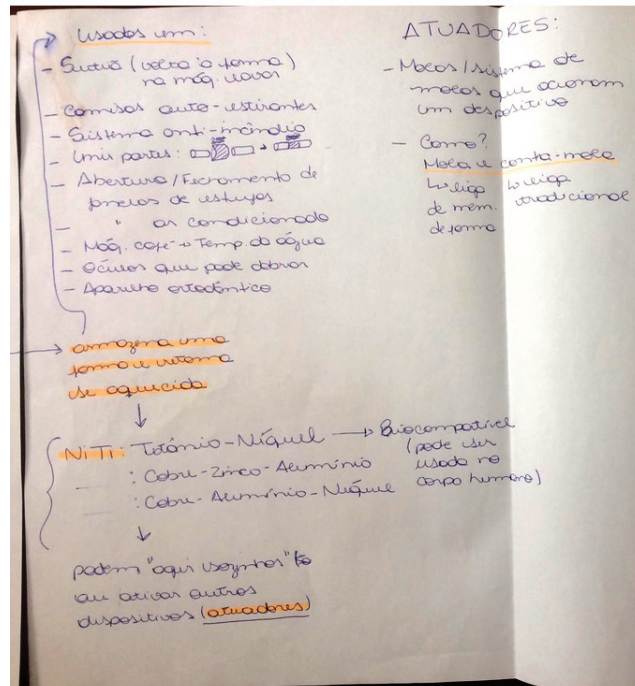 Usados em:
- Sutiã (volta à forma)
na máq. lavar
- Camisas auto-estirantes
- Sistema anti-incêndio
- Unir partes:
- Abertura/Fechamento de
janelas de estufas
- " ar condicionado
- Máq. café → Temp. da água
- Óculos que pode dobrar
- Aparelho ortodôntico
armazena uma
forma e retorna
se aquecida
NiTi: Titânio-Níquel → Biocompatível
(pode ser
usado no
corpo humano)
: Cobre-Zinco-Alumínio
: Cobre-Alumínio-Níquel
podem "agir sozinhos"
ou ativar outros
dispositivos (atuadores)
ATUADORES:
- Molas/sistema de
molas que acionam
um dispositivo
- Como?
Mola e contra-mola
↳ liga ↳ liga
de mem. tradicional
de forma